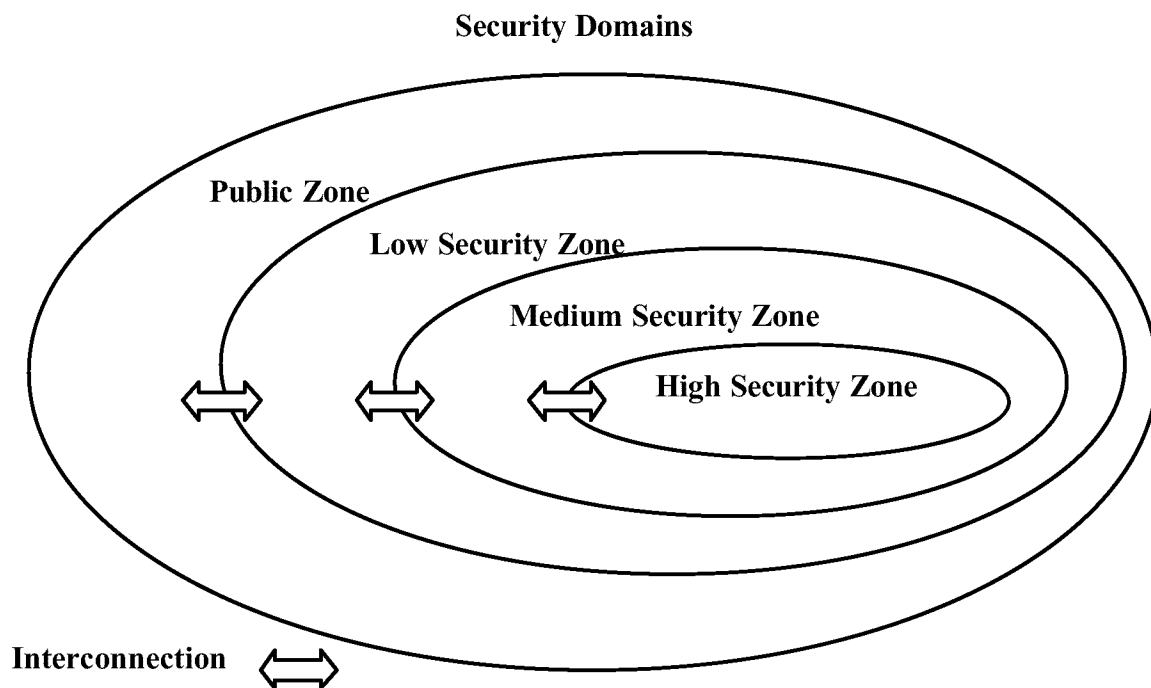 Security Domains
Public Zone
Low Security Zone
Medium Security Zone
High Security Zone
Interconnection